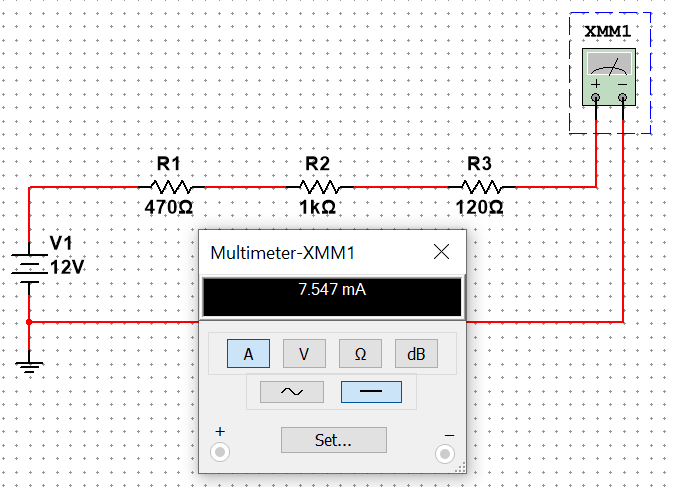 XMM1
+ −
R1
R2
R3
470Ω
1kΩ
120Ω
V1
12V
Multimeter-XMM1
7.547 mA
A
V
Ω
dB
Set...
+
−